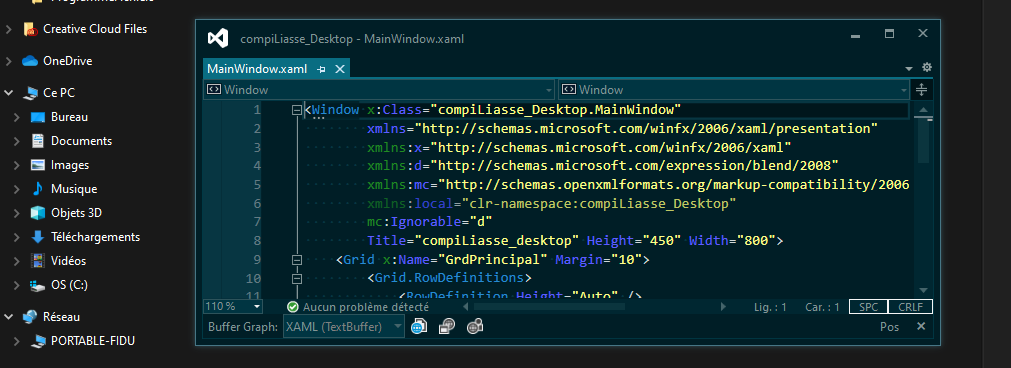 Creative Cloud Files
OneDrive
Ce PC
Bureau
Documents
Images
Musique
Objets 3D
Téléchargements
Vidéos
OS (C:)
Réseau
PORTABLE-FIDU
compiLiasse_Desktop - MainWindow.xaml
MainWindow.xaml
Window Window
1 <Window x:Class="compiLiasse_Desktop.MainWindow"
2 xmlns="http://schemas.microsoft.com/winfx/2006/xaml/presentation"
3 xmlns:x="http://schemas.microsoft.com/winfx/2006/xaml"
4 xmlns:d="http://schemas.microsoft.com/expression/blend/2008"
5 xmlns:mc="http://schemas.openxmlformats.org/markup-compatibility/2006
6 xmlns:local="clr-namespace:compiLiasse_Desktop"
7 mc:Ignorable="d"
8 Title="compiLiasse_desktop" Height="450" Width="800">
9 <Grid x:Name="GrdPrincipal" Margin="10">
10 <Grid.RowDefinitions>
11 <RowDefinition Height="Auto" />
110 % Aucun problème détecté Lig. : 1 Car. : 1 SPC CRLF
Buffer Graph: XAML (TextBuffer) Pos